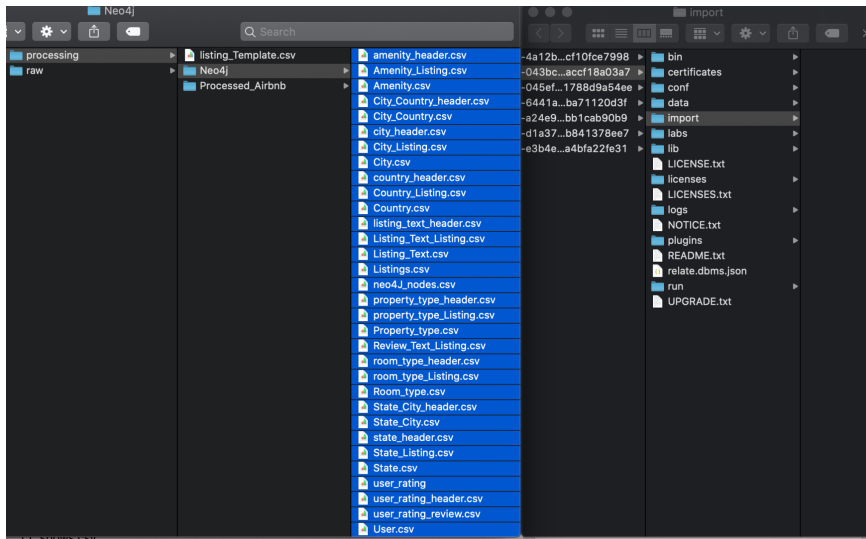 Neo4j
Search
processing
raw
listing_Template.csv
Neo4j
Processed_Airbnb
amenity_header.csv
Amenity_Listing.csv
Amenity.csv
City_Country_header.csv
City_Country.csv
city_header.csv
City_Listing.csv
City.csv
country_header.csv
Country_Listing.csv
Country.csv
listing_text_header.csv
Listing_Text_Listing.csv
Listing_Text.csv
Listings.csv
neo4J_nodes.csv
property_type_header.csv
property_type_Listing.csv
Property_type.csv
Review_Text_Listing.csv
room_type_header.csv
room_type_Listing.csv
Room_type.csv
State_City_header.csv
State_City.csv
state_header.csv
State_Listing.csv
State.csv
user_rating
user_rating_header.csv
user_rating_review.csv
User.csv
import
-4a12b...cf10fce7998
-043bc...accf18a03a7
-045ef...1788d9a54ee
-6441a...ba71120d3f
-a24e9...bb1cab90b9
-d1a37...b841378ee7
-e3b4e...a4bfa22fe31
bin
certificates
conf
data
import
labs
lib
LICENSE.txt
licenses
LICENSES.txt
logs
NOTICE.txt
plugins
README.txt
relate.dbms.json
run
UPGRADE.txt